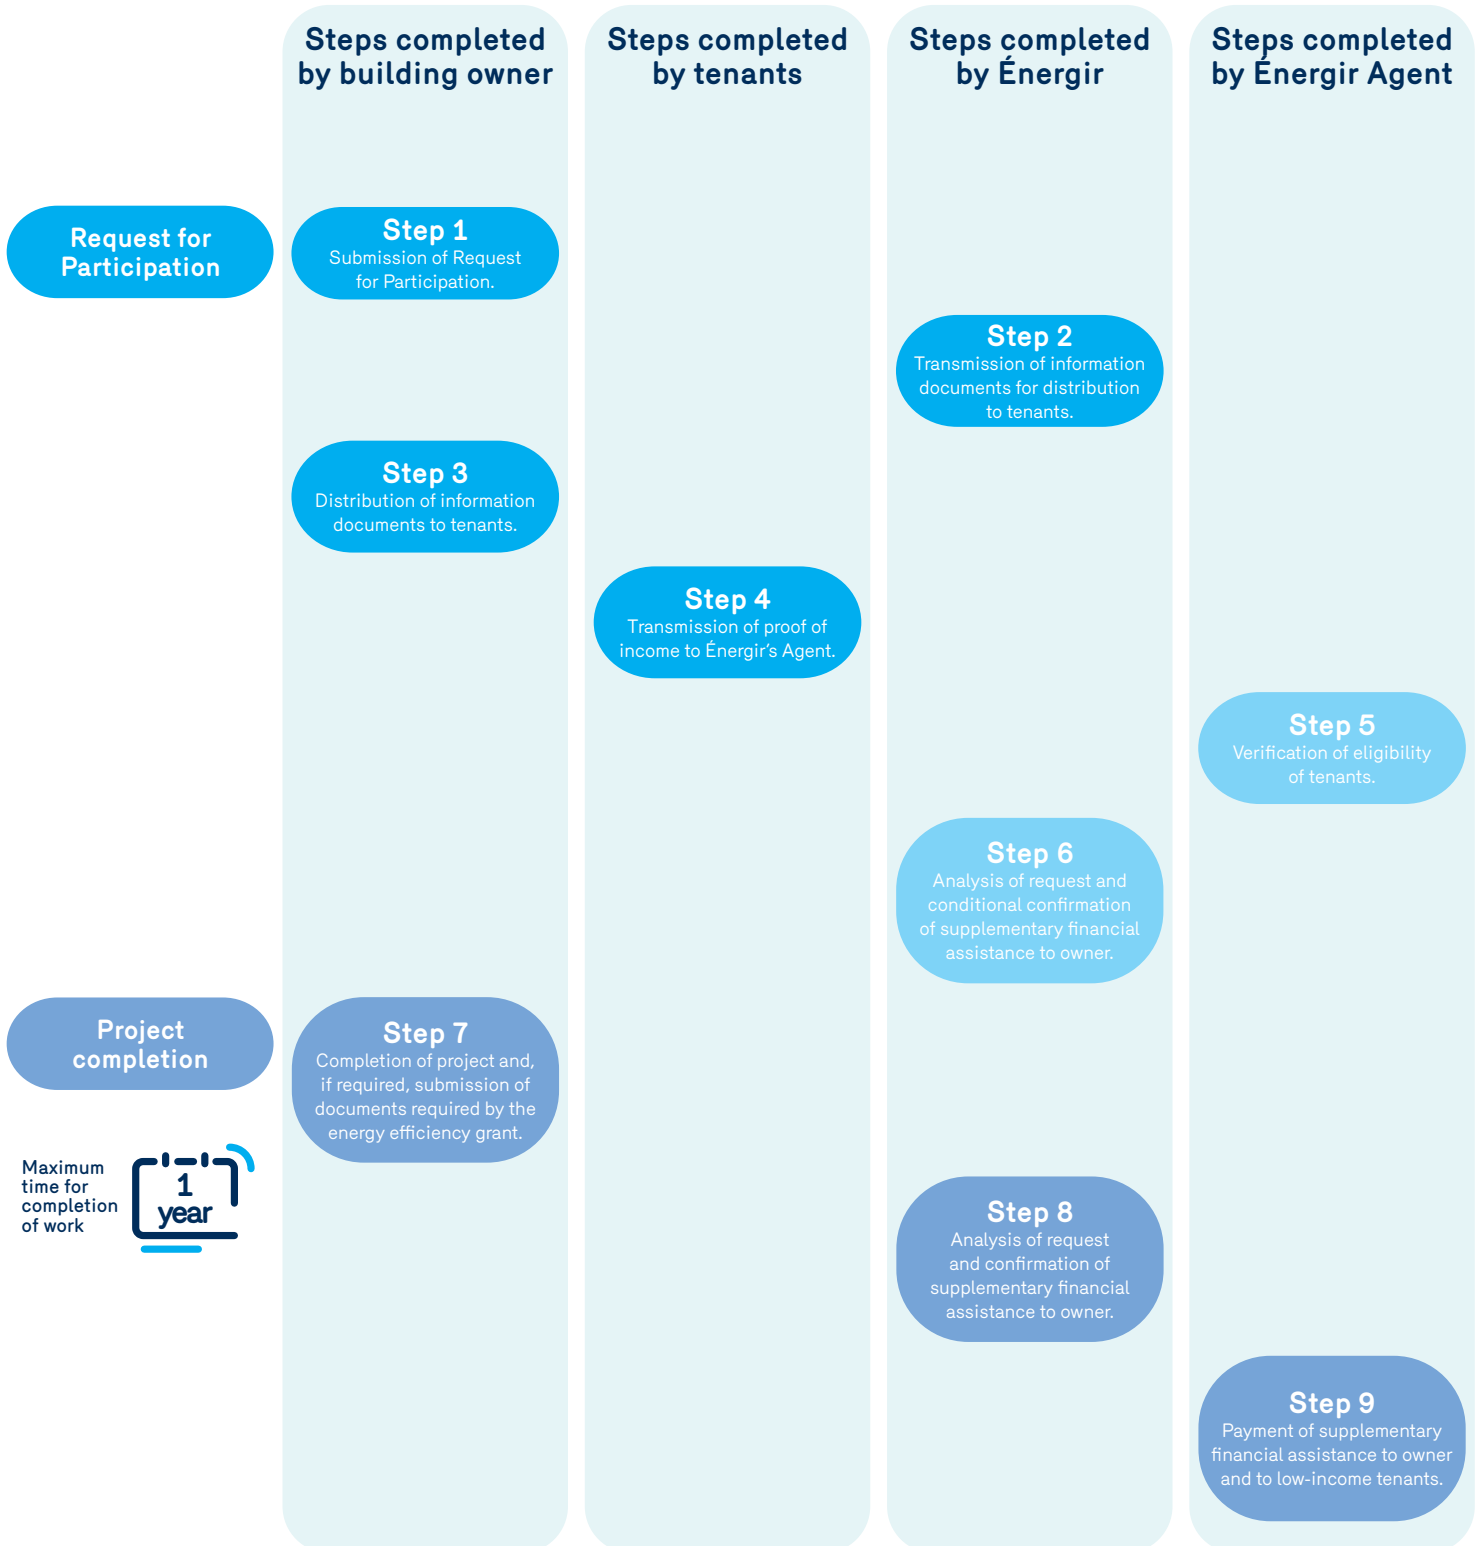 Steps completed
by building owner
Steps completed
by tenants
Steps completed
by Énergir
Steps completed
by Énergir Agent
Request for
Participation
Step 1
Submission of Request
for Participation.
Step 2
Transmission of information
documents for distribution
to tenants.
Step 3
Distribution of information
documents to tenants.
Step 4
Transmission of proof of
income to Énergir’s Agent.
Step 5
Verification of eligibility
of tenants.
Step 6
Analysis of request and
conditional confirmation
of supplementary financial
assistance to owner.
Project
completion
Step 7
Completion of project and,
if required, submission of
documents required by the
energy efficiency grant.
Maximum
time for
completion
of work
1
year
Step 8
Analysis of request
and confirmation of
supplementary financial
assistance to owner.
Step 9
Payment of supplementary
financial assistance to owner
and to low-income tenants.